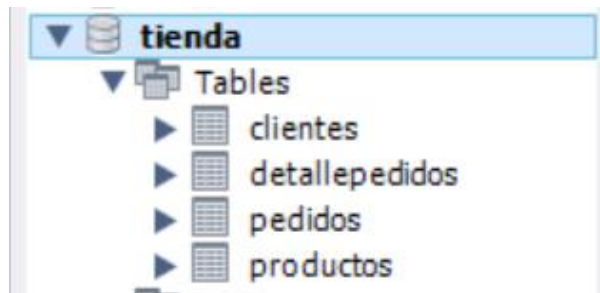 tienda
Tables
clientes
detallepedidos
pedidos
productos